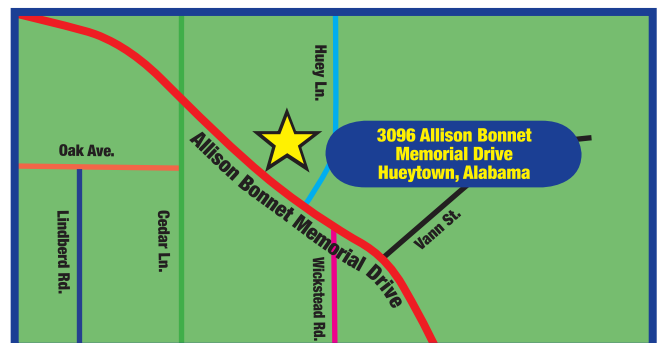 Huey Ln.
3096 Allison Bonnet
Memorial Drive
Hueytown, Alabama
Oak Ave.
Allison Bonnet Memorial Drive
Lindberd Rd.
Cedar Ln.
Vann St.
Wickstead Rd.